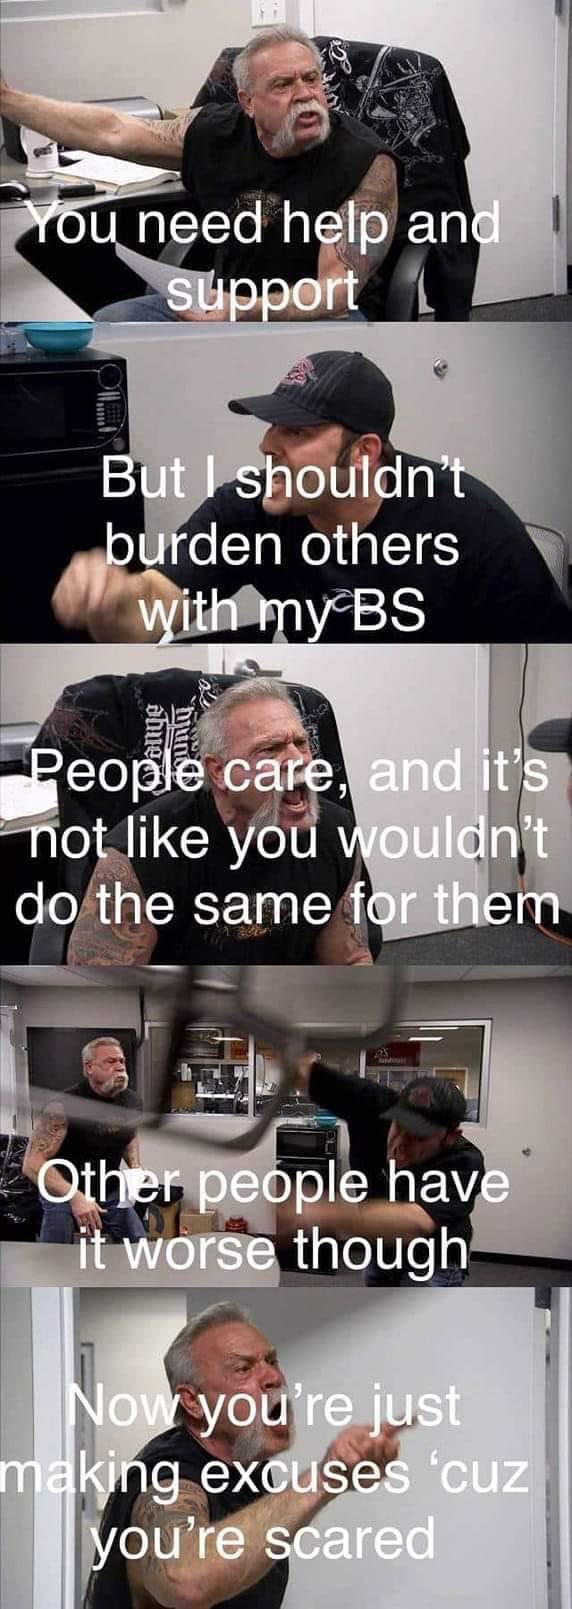 You need help and
support
But I shouldn't
burden others
with my BS
People care, and it's
not like you wouldn't
do the same for them
Other people have
it worse though
Now you're just
making excuses ‘cuz
you're scared